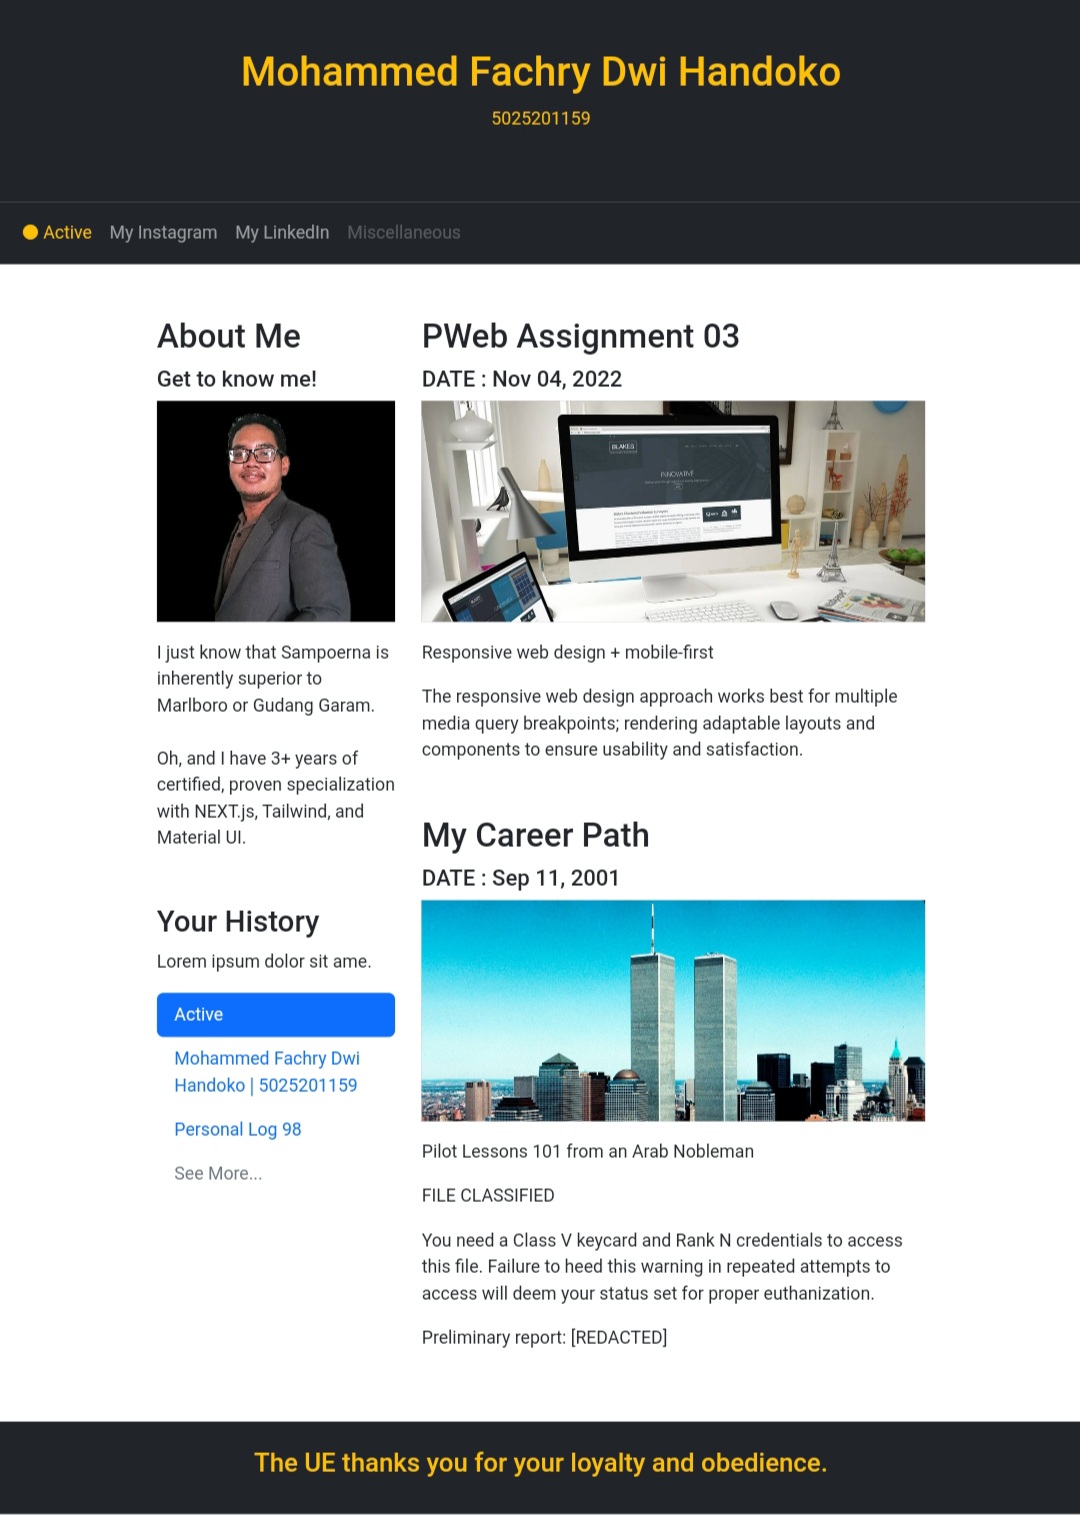 Mohammed Fachry Dwi Handoko
5025201159
Active My Instagram My LinkedIn Miscellaneous
About Me
Get to know me!
I just know that Sampoerna is
inherently superior to
Marlboro or Gudang Garam.
Oh, and I have 3+ years of
certified, proven specialization
with NEXT.js, Tailwind, and
Material UI.
Your History
Lorem ipsum dolor sit ame.
Active
Mohammed Fachry Dwi
Handoko | 5025201159
Personal Log 98
See More...
PWeb Assignment 03
DATE : Nov 04, 2022
BLAKES
INNOVATIVE
Responsive web design + mobile-first
The responsive web design approach works best for multiple
media query breakpoints; rendering adaptable layouts and
components to ensure usability and satisfaction.
My Career Path
DATE : Sep 11, 2001
Pilot Lessons 101 from an Arab Nobleman
FILE CLASSIFIED
You need a Class V keycard and Rank N credentials to access
this file. Failure to heed this warning in repeated attempts to
access will deem your status set for proper euthanization.
Preliminary report: [REDACTED]
The UE thanks you for your loyalty and obedience.